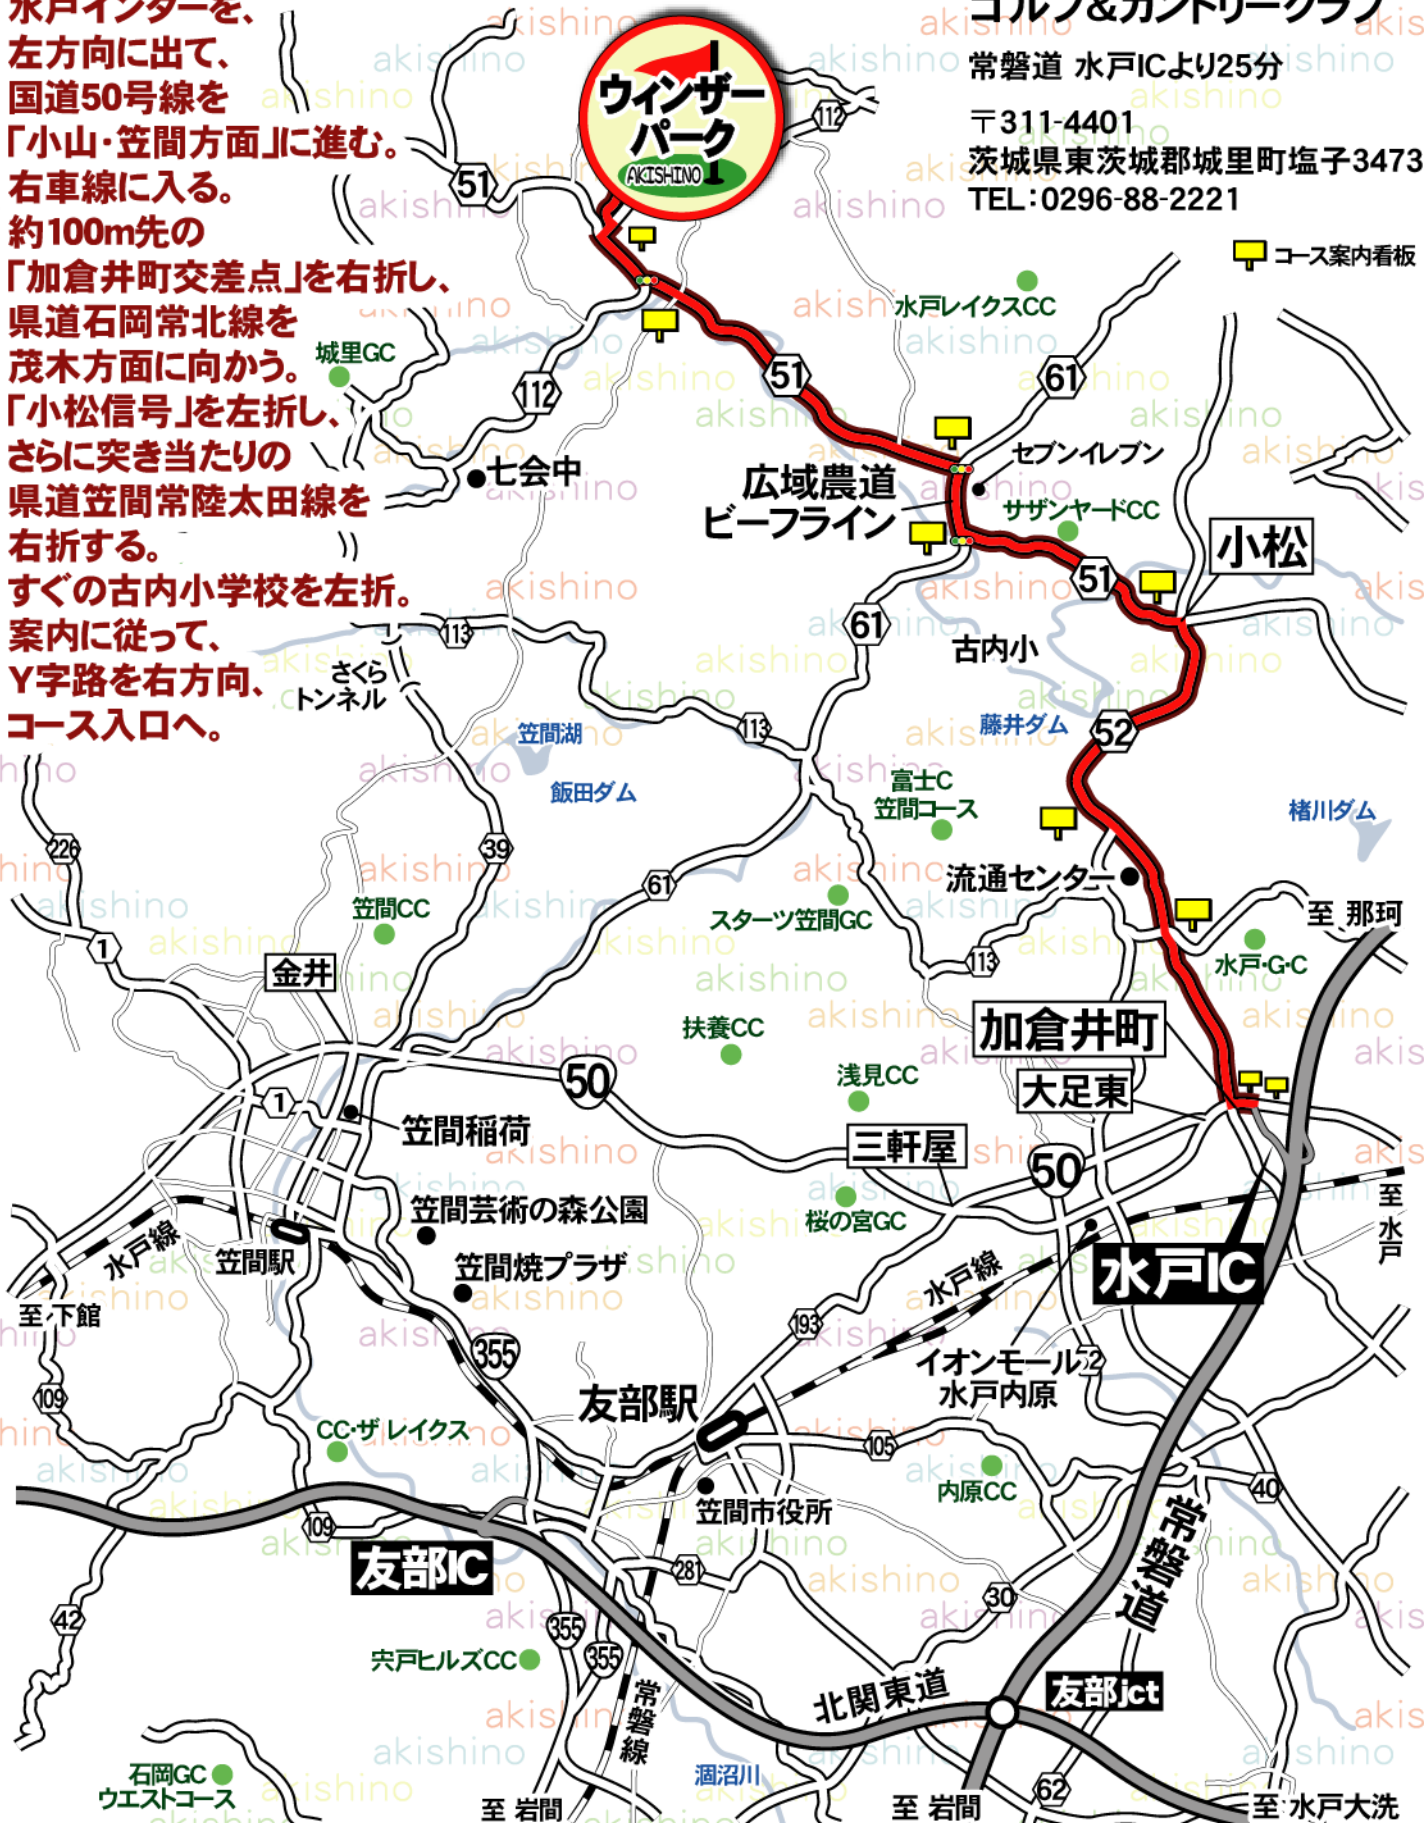 水戸インターを、
左方向に出て、
国道50号線を
「小山・笠間方面」に進む。
右車線に入る。
約100m先の
「加倉井町交差点」を右折し、
県道石岡常北線を
茂木方面に向かう。
「小松信号」を左折し、
さらに突き当たりの
県道笠間常陸太田線を
右折する。
すぐの古内小学校を左折。
案内に従って、
Y字路を右方向、
コース入口へ。
ゴルフ&カントリークラブ
常磐道 水戸ICより25分
〒311-4401
茨城県東茨城郡城里町塩子3473
TEL:0296-88-2221
コース案内看板
ウィンザー
パーク
AKISHINO
112
51
水戸レイクスCC
城里GC
51
61
112
七会中
セブンイレブン
広域農道
ビーフライン
サザンヤードCC
小松
51
61
113
古内小
さくら
トンネル
笠間湖
113
藤井ダム
52
飯田ダム
富士C
笠間コース
楮川ダム
226
39
61
流通センター
笠間CC
スターツ笠間GC
至 那珂
1
113
水戸・G・C
金井
扶養CC
加倉井町
50
浅見CC
大足東
1
笠間稲荷
三軒屋
50
笠間芸術の森公園
桜の宮GC
至 水戸
水戸線
笠間駅
笠間焼プラザ
水戸線
水戸IC
至 下館
193
355
イオンモール
水戸内原
52
109
友部駅
CC・ザ レイクス
105
内原CC
40
笠間市役所
109
常磐道
友部IC
281
30
42
355
355
宍戸ヒルズCC
常磐線
北関東道
友部jct
石岡GC
ウエストコース
涸沼川
62
至 岩間
至 岩間
至 水戸大洗
akishino